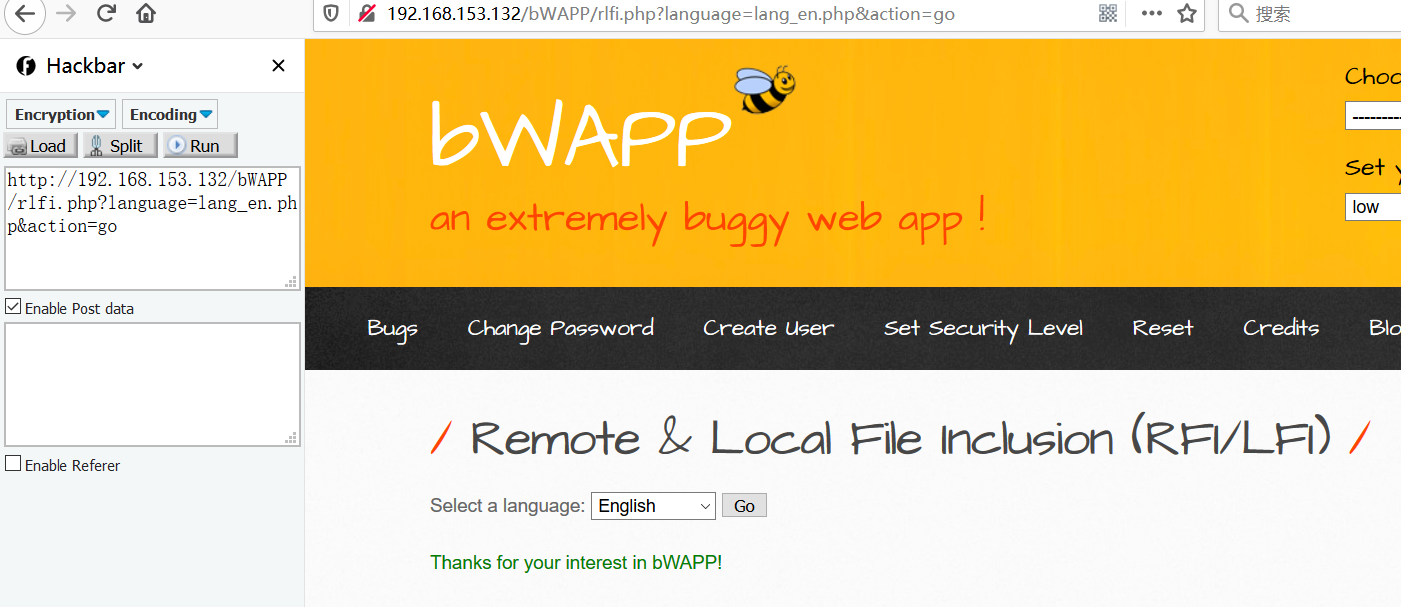 192.168.153.132/bWAPP/rlfi.php?language=lang_en.php&action=go
搜索
Hackbar
Encryption
Encoding
Load
Split
Run
http://192.168.153.132/bWAPP
/rlfi.php?language=lang_en.ph
p&action=go
Enable Post data
Enable Referer
bWAPP
an extremely buggy web app !
Choo
---------
Set y
low
Bugs
Change Password
Create User
Set Security Level
Reset
Credits
Blo
/ Remote & Local File Inclusion (RFI/LFI) /
Select a language:
English
Go
Thanks for your interest in bWAPP!